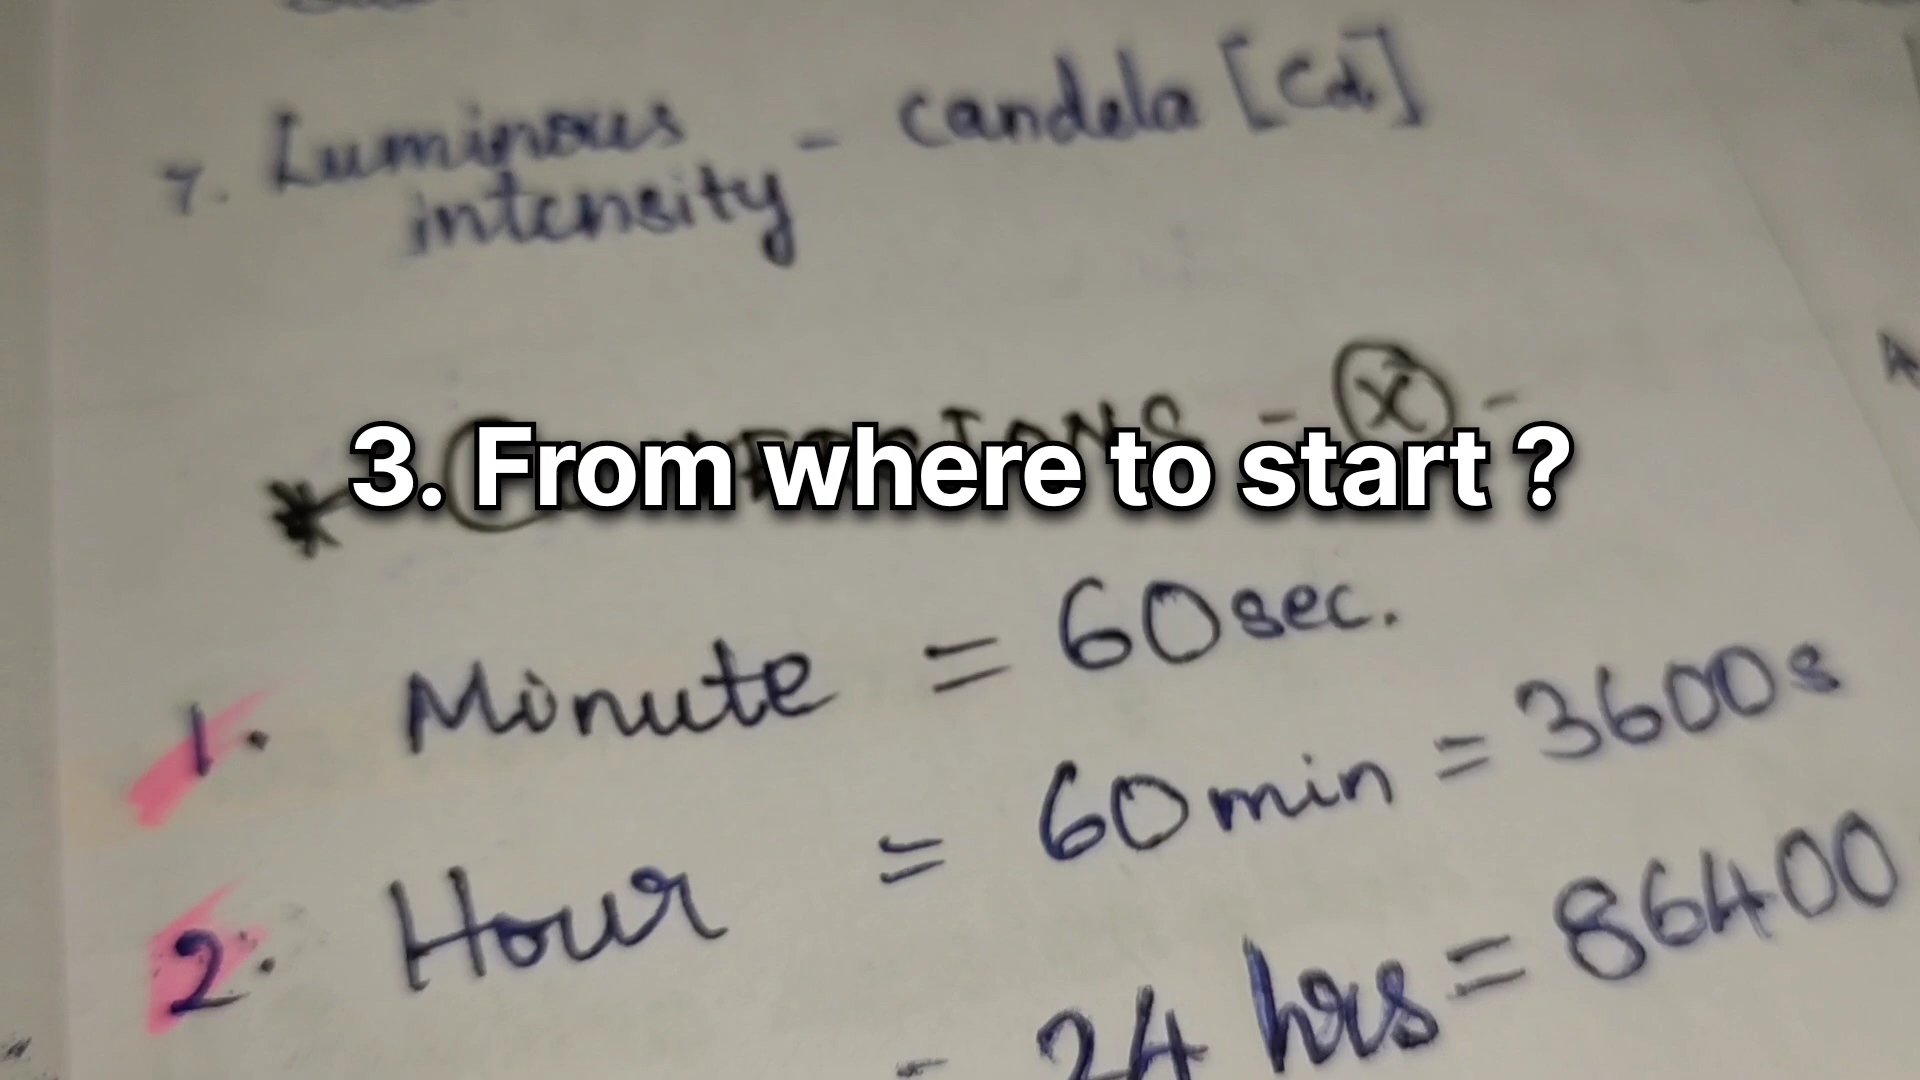 7. Luminous intensity - candela [Cd]
3. From where to start ?
1. Minute = 60 sec.
2. Hour = 60 min = 3600 s
= 24 hrs = 86400